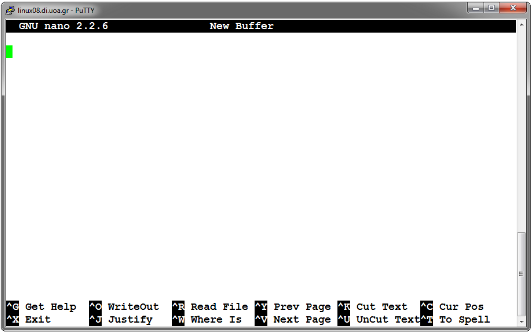 linux08.di.uoa.gr - PuTTY
GNU nano 2.2.6 New Buffer
^G Get Help ^O WriteOut ^R Read File ^Y Prev Page ^K Cut Text ^C Cur Pos
^X Exit ^J Justify ^W Where Is ^V Next Page ^U UnCut Text ^T To Spell